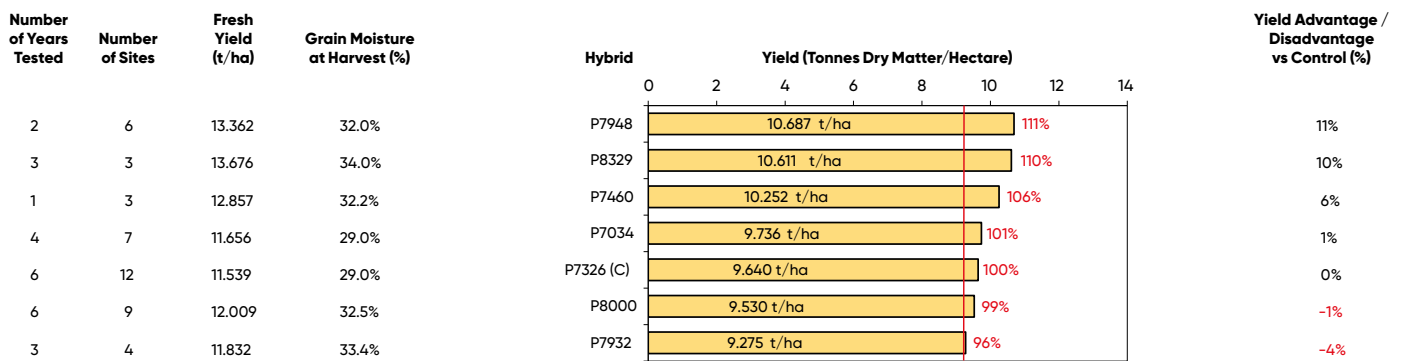 Number of Years Tested
Number of Sites
Fresh Yield (t/ha)
Grain Moisture at Harvest (%)
Hybrid
Yield (Tonnes Dry Matter/Hectare)
Yield Advantage / Disadvantage vs Control (%)
0 2 4 6 8 10 12 14
2 6 13.362 32.0% P7948 10.687 t/ha 111% 11%
3 3 13.676 34.0% P8329 10.611 t/ha 110% 10%
1 3 12.857 32.2% P7460 10.252 t/ha 106% 6%
4 7 11.656 29.0% P7034 9.736 t/ha 101% 1%
6 12 11.539 29.0% P7326 (C) 9.640 t/ha 100% 0%
6 9 12.009 32.5% P8000 9.530 t/ha 99% -1%
3 4 11.832 33.4% P7932 9.275 t/ha 96% -4%